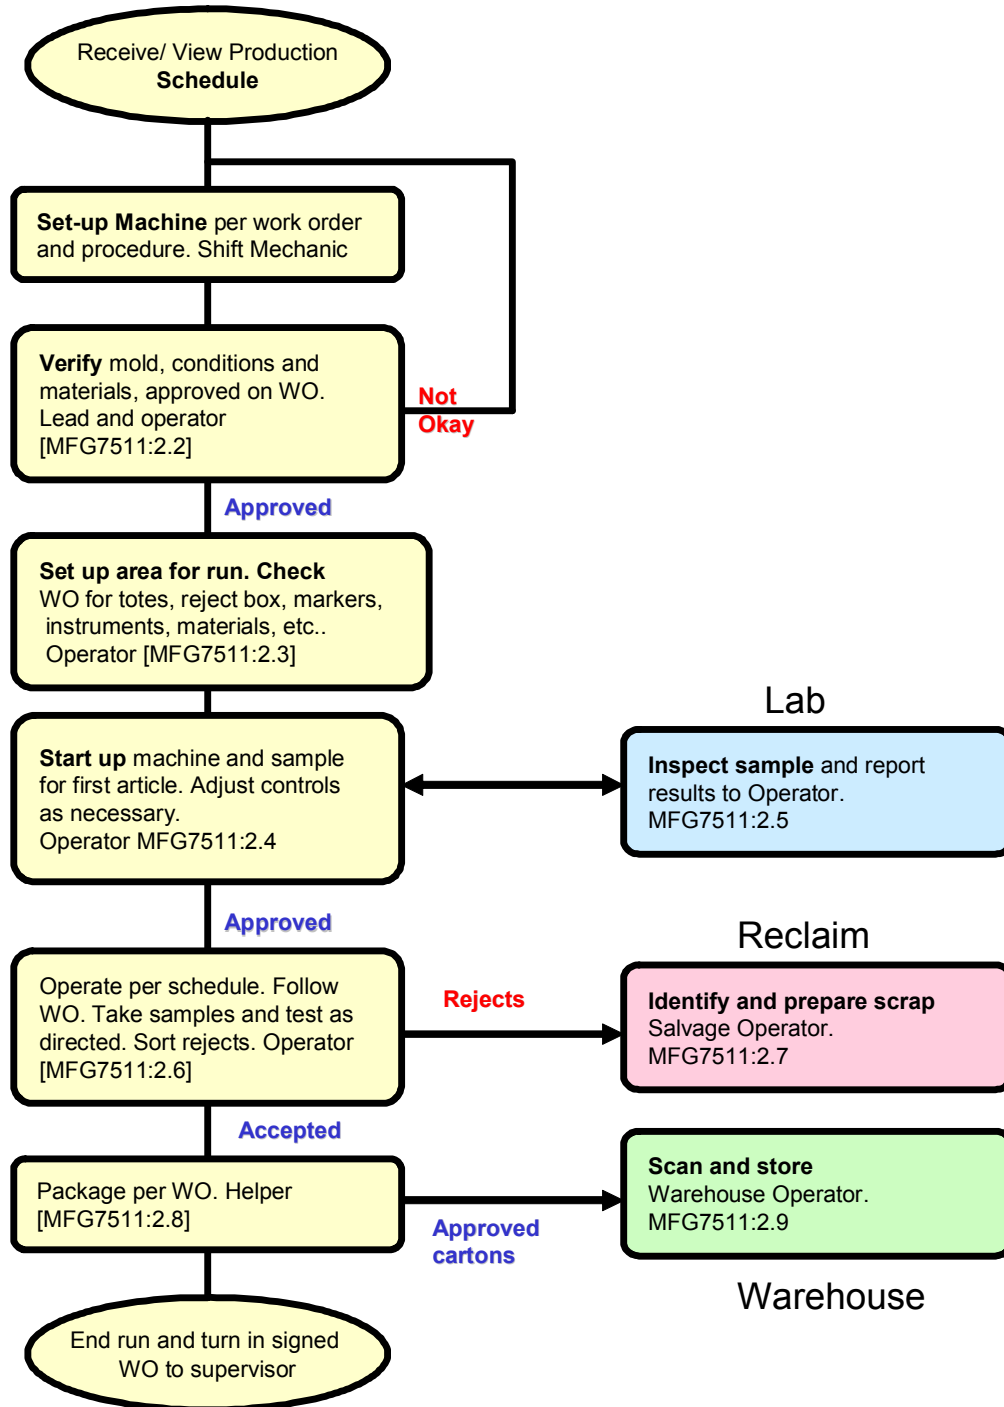 Receive/ View Production
Schedule
Set-up Machine per work order
and procedure. Shift Mechanic
Verify mold, conditions and
materials, approved on WO.
Lead and operator
[MFG7511:2.2]
Not
Okay
Approved
Set up area for run. Check
WO for totes, reject box, markers,
instruments, materials, etc..
Operator [MFG7511:2.3]
Start up machine and sample
for first article. Adjust controls
as necessary.
Operator MFG7511:2.4
Lab
Inspect sample and report
results to Operator.
MFG7511:2.5
Approved
Operate per schedule. Follow
WO. Take samples and test as
directed. Sort rejects. Operator
[MFG7511:2.6]
Rejects
Reclaim
Identify and prepare scrap
Salvage Operator.
MFG7511:2.7
Accepted
Package per WO. Helper
[MFG7511:2.8]
Approved
cartons
Scan and store
Warehouse Operator.
MFG7511:2.9
Warehouse
End run and turn in signed
WO to supervisor